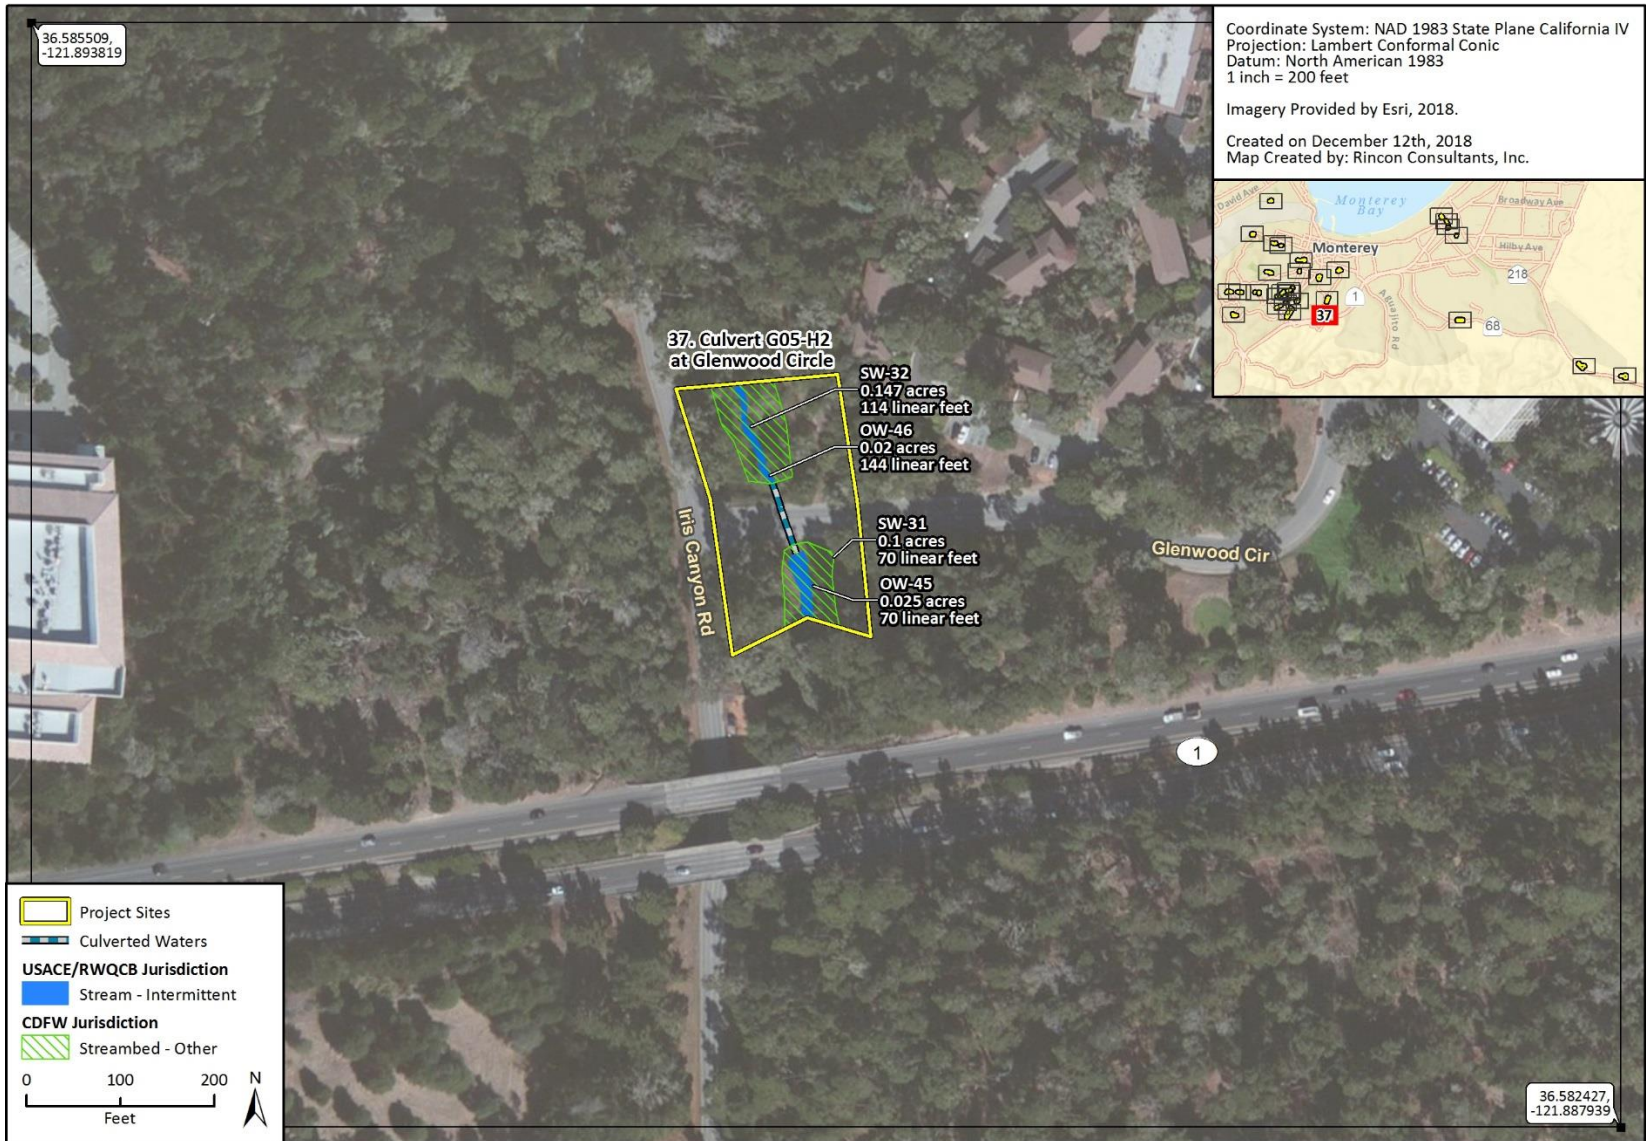 36.585509,
-121.893819
Coordinate System: NAD 1983 State Plane California IV
Projection: Lambert Conformal Conic
Datum: North American 1983
1 inch = 200 feet
Imagery Provided by Esri, 2018.
Created on December 12th, 2018
Map Created by: Rincon Consultants, Inc.
David Ave
Monterey
Bay
Broadway Ave
Monterey
Hilby Ave
218
1
Aguajito Rd
37
68
37. Culvert G05-H2
at Glenwood Circle
SW-32
0.147 acres
114 linear feet
OW-46
0.02 acres
144 linear feet
SW-31
0.1 acres
70 linear feet
OW-45
0.025 acres
70 linear feet
Iris Canyon Rd
Glenwood Cir
1
Project Sites
Culverted Waters
USACE/RWQCB Jurisdiction
Stream - Intermittent
CDFW Jurisdiction
Streambed - Other
0 100 200
Feet
N
36.582427,
-121.887939